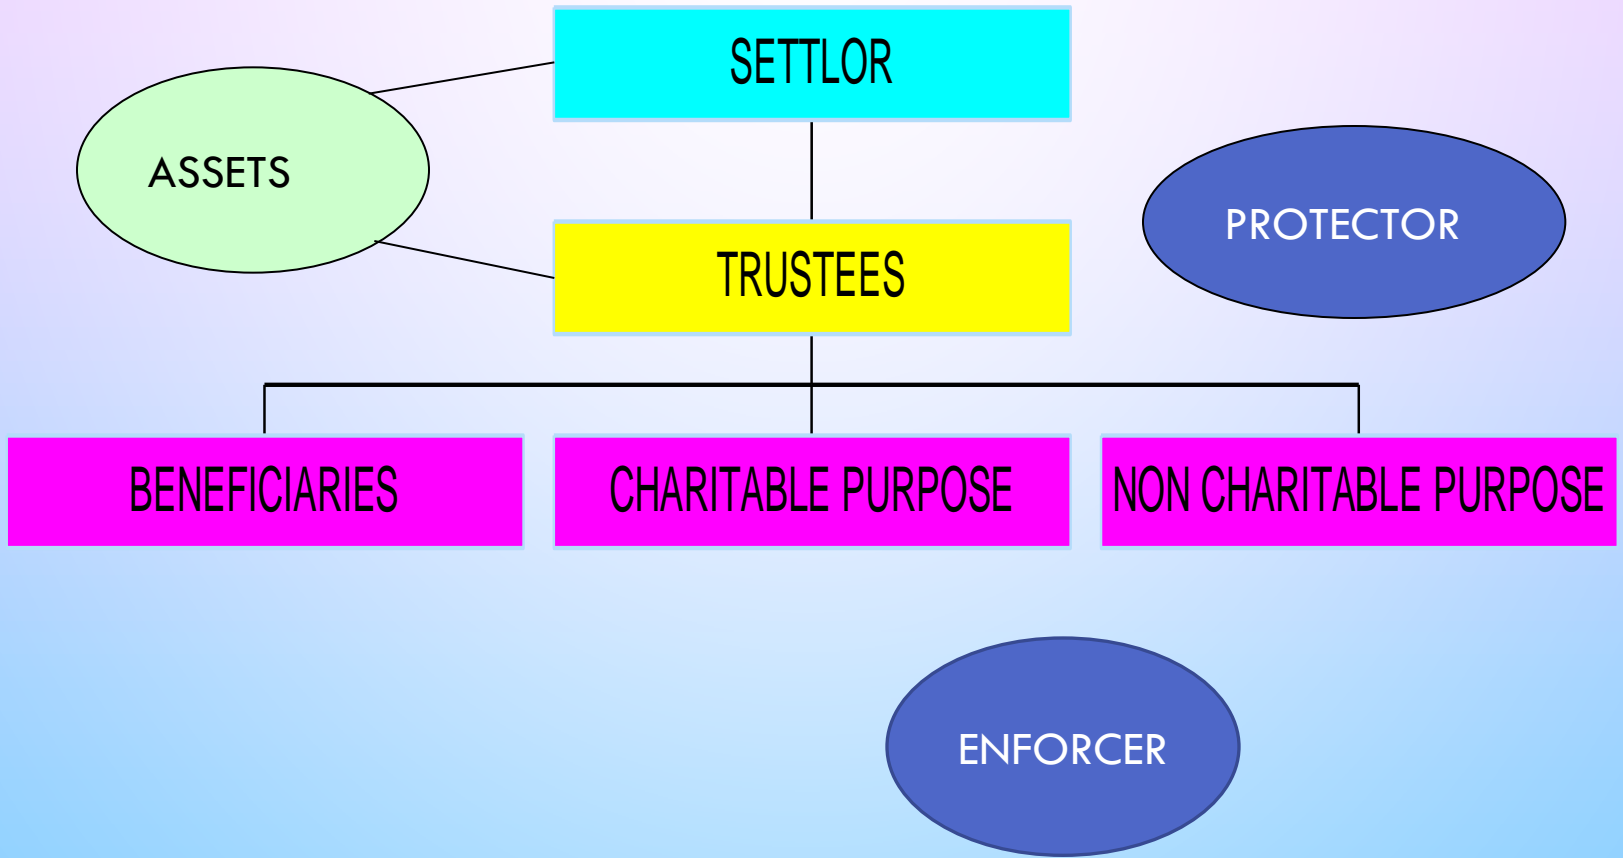 SETTLOR
ASSETS
PROTECTOR
TRUSTEES
BENEFICIARIES
CHARITABLE PURPOSE
NON CHARITABLE PURPOSE
ENFORCER